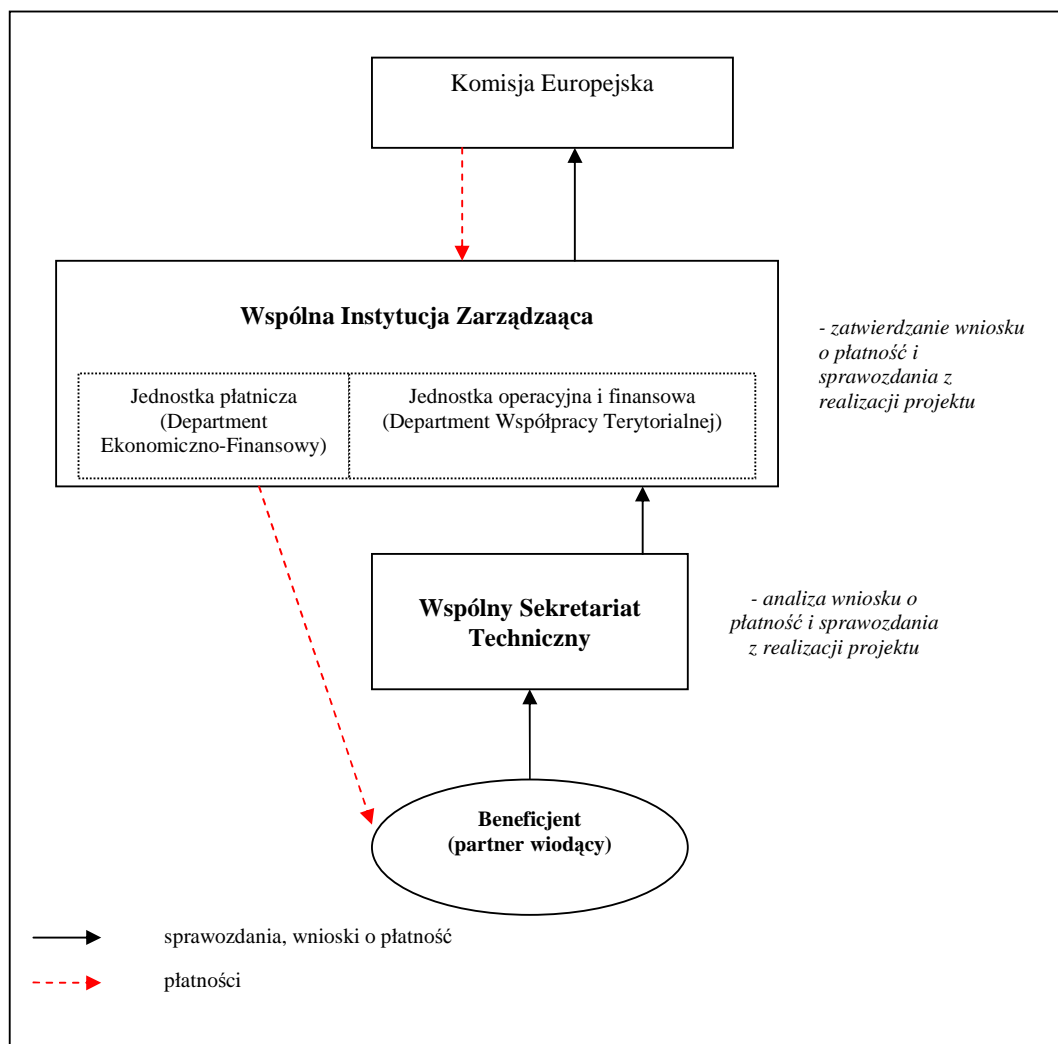 Komisja Europejska
Wspólna Instytucja Zarządzaąca
- zatwierdzanie wniosku
o płatność i
sprawozdania z
realizacji projektu
Jednostka płatnicza
(Department
Ekonomiczno-Finansowy)
Jednostka operacyjna i finansowa
(Department Współpracy Terytorialnej)
Wspólny Sekretariat
Techniczny
- analiza wniosku o
płatność i sprawozdania
z realizacji projektu
Beneficjent
(partner wiodący)
sprawozdania, wnioski o płatność
płatności